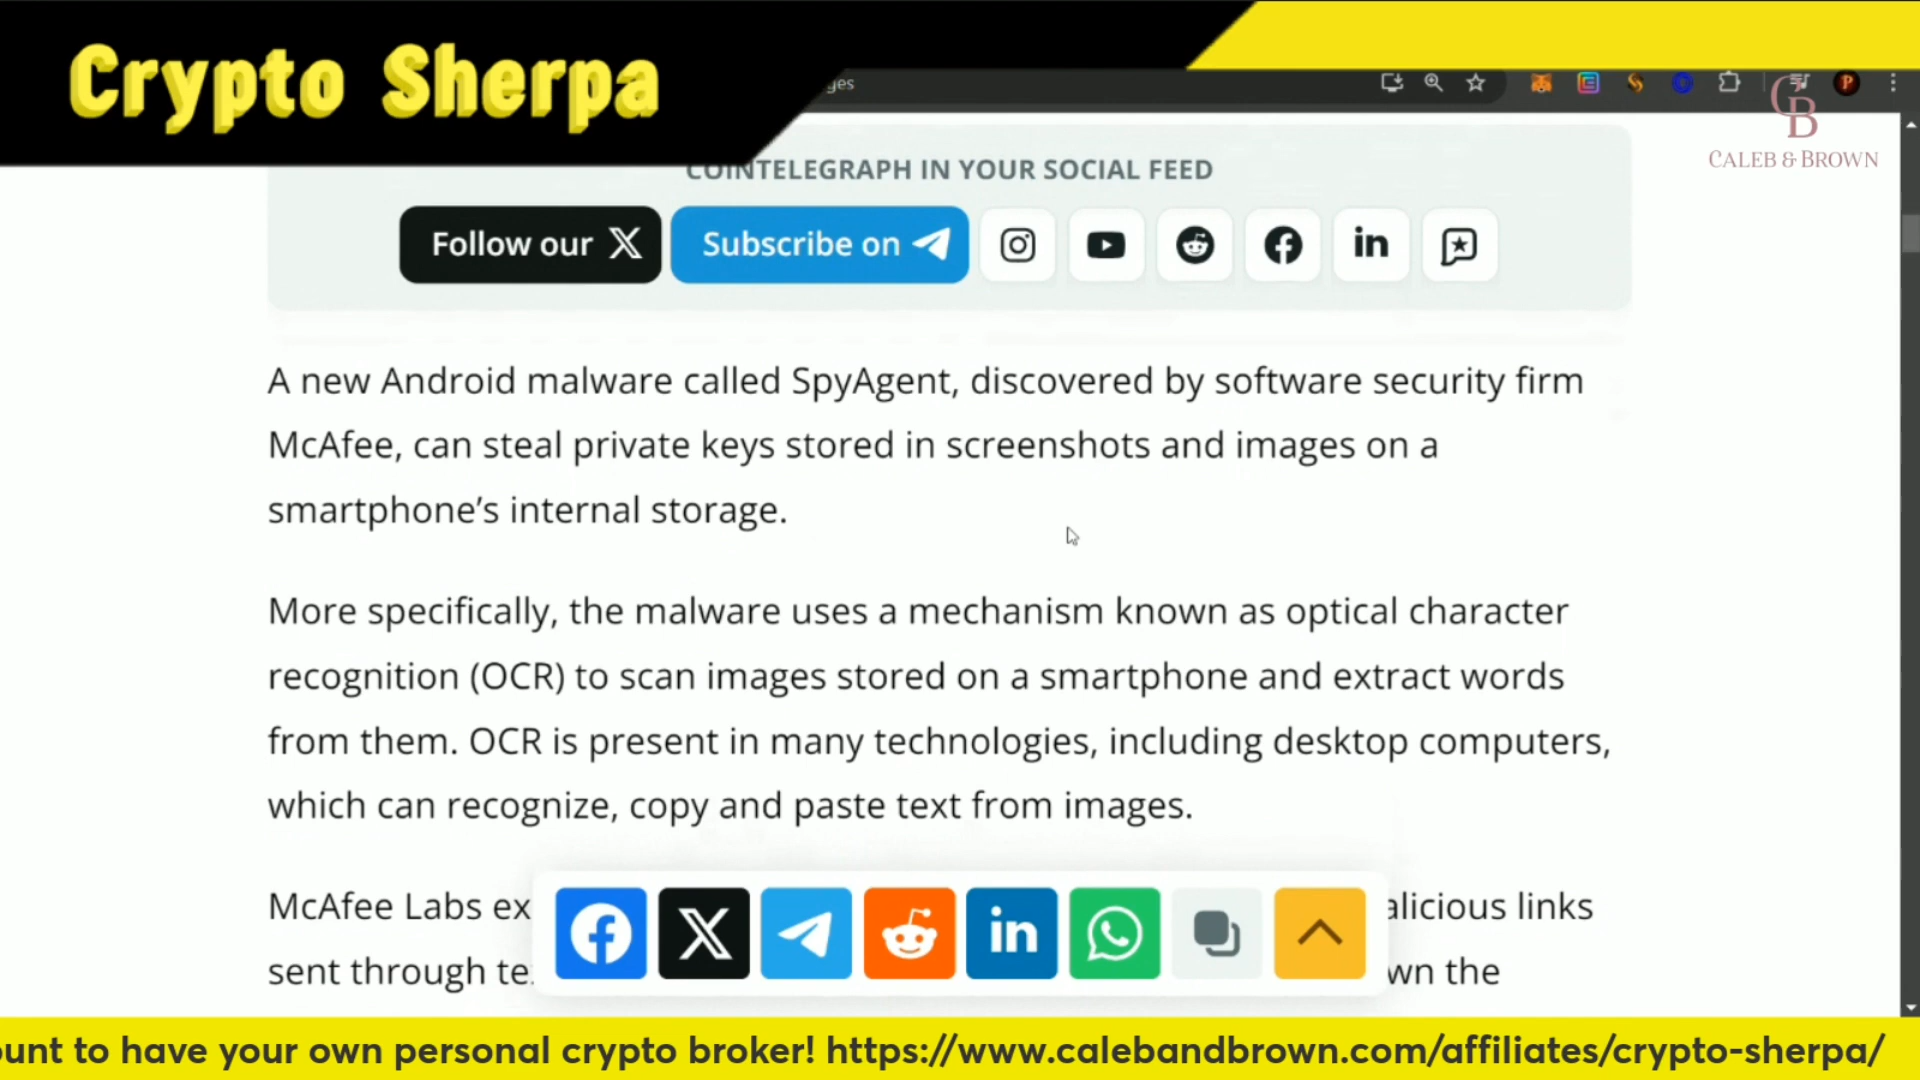 Crypto Sherpa
ges
CALEB & BROWN
COINTELEGRAPH IN YOUR SOCIAL FEED
Follow our X
Subscribe on
A new Android malware called SpyAgent, discovered by software security firm
McAfee, can steal private keys stored in screenshots and images on a
smartphone’s internal storage.
More specifically, the malware uses a mechanism known as optical character
recognition (OCR) to scan images stored on a smartphone and extract words
from them. OCR is present in many technologies, including desktop computers,
which can recognize, copy and paste text from images.
McAfee Labs ex alicious links
sent through te wn the
ount to have your own personal crypto broker! https://www.calebandbrown.com/affiliates/crypto-sherpa/